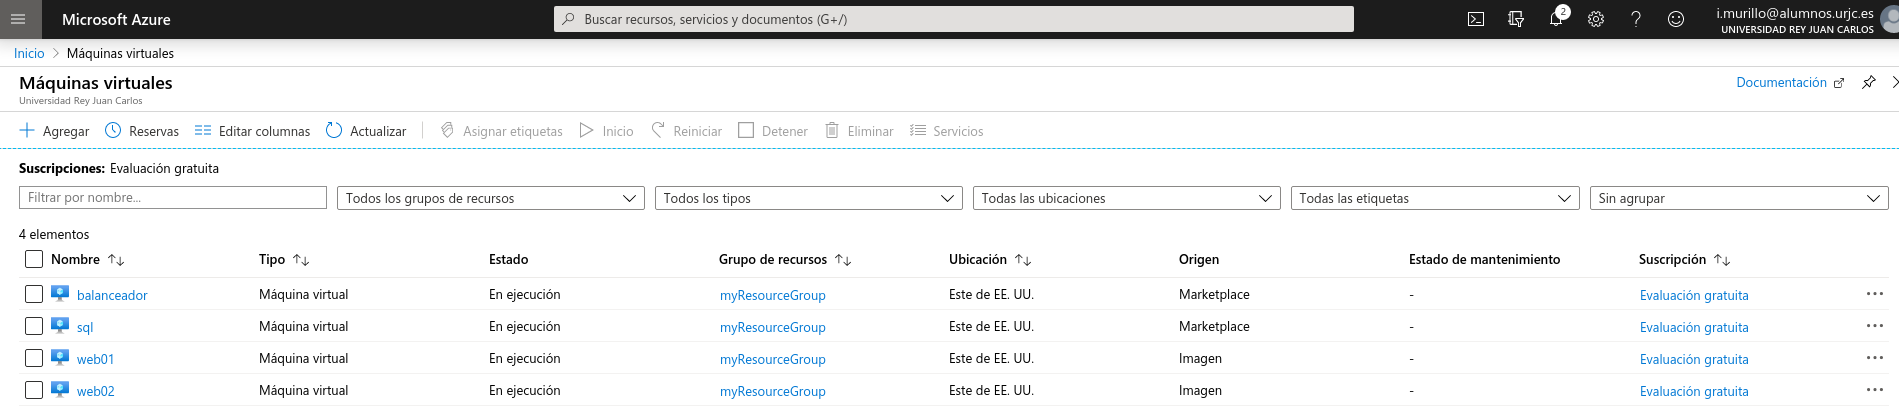 Microsoft Azure
Buscar recursos, servicios y documentos (G+/)
2
i.murillo@alumnos.urjc.es
UNIVERSIDAD REY JUAN CARLOS
Inicio > Máquinas virtuales
Máquinas virtuales
Documentación
Universidad Rey Juan Carlos
Agregar Reservas Editar columnas Actualizar Asignar etiquetas Inicio Reiniciar Detener Eliminar Servicios
Suscripciones: Evaluación gratuita
Filtrar por nombre... Todos los grupos de recursos Todos los tipos Todas las ubicaciones Todas las etiquetas Sin agrupar
4 elementos
Nombre Tipo Estado Grupo de recursos Ubicación Origen Estado de mantenimiento Suscripción
balanceador Máquina virtual En ejecución myResourceGroup Este de EE. UU. Marketplace - Evaluación gratuita
sql Máquina virtual En ejecución myResourceGroup Este de EE. UU. Marketplace - Evaluación gratuita
web01 Máquina virtual En ejecución myResourceGroup Este de EE. UU. Imagen - Evaluación gratuita
web02 Máquina virtual En ejecución myResourceGroup Este de EE. UU. Imagen - Evaluación gratuita